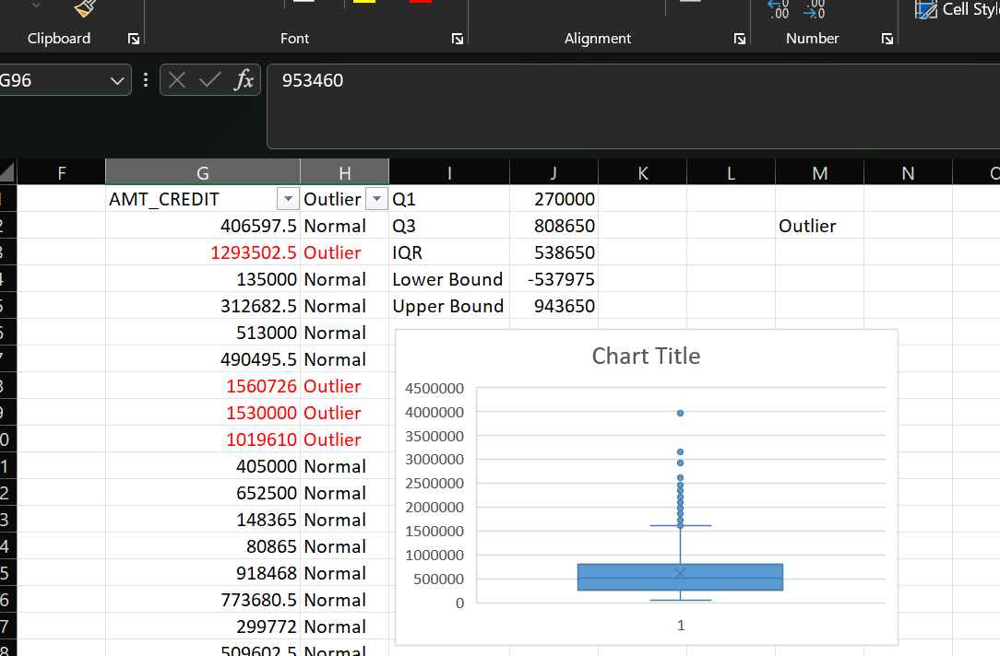 .00 .00
→0 Cell Styl
Clipboard Font Alignment Number
G96 fx 953460
F G H I J K L M N
AMT_CREDIT Outlier Q1 270000
406597.5 Normal Q3 808650 Outlier
1293502.5 Outlier IQR 538650
135000 Normal Lower Bound -537975
312682.5 Normal Upper Bound 943650
513000 Normal
490495.5 Normal
1560726 Outlier
1530000 Outlier
1019610 Outlier
405000 Normal
652500 Normal
148365 Normal
80865 Normal
918468 Normal
773680.5 Normal
299772 Normal
509602.5 Normal
Chart Title
4500000
4000000
3500000
3000000
2500000
2000000
1500000
1000000
500000
0
1